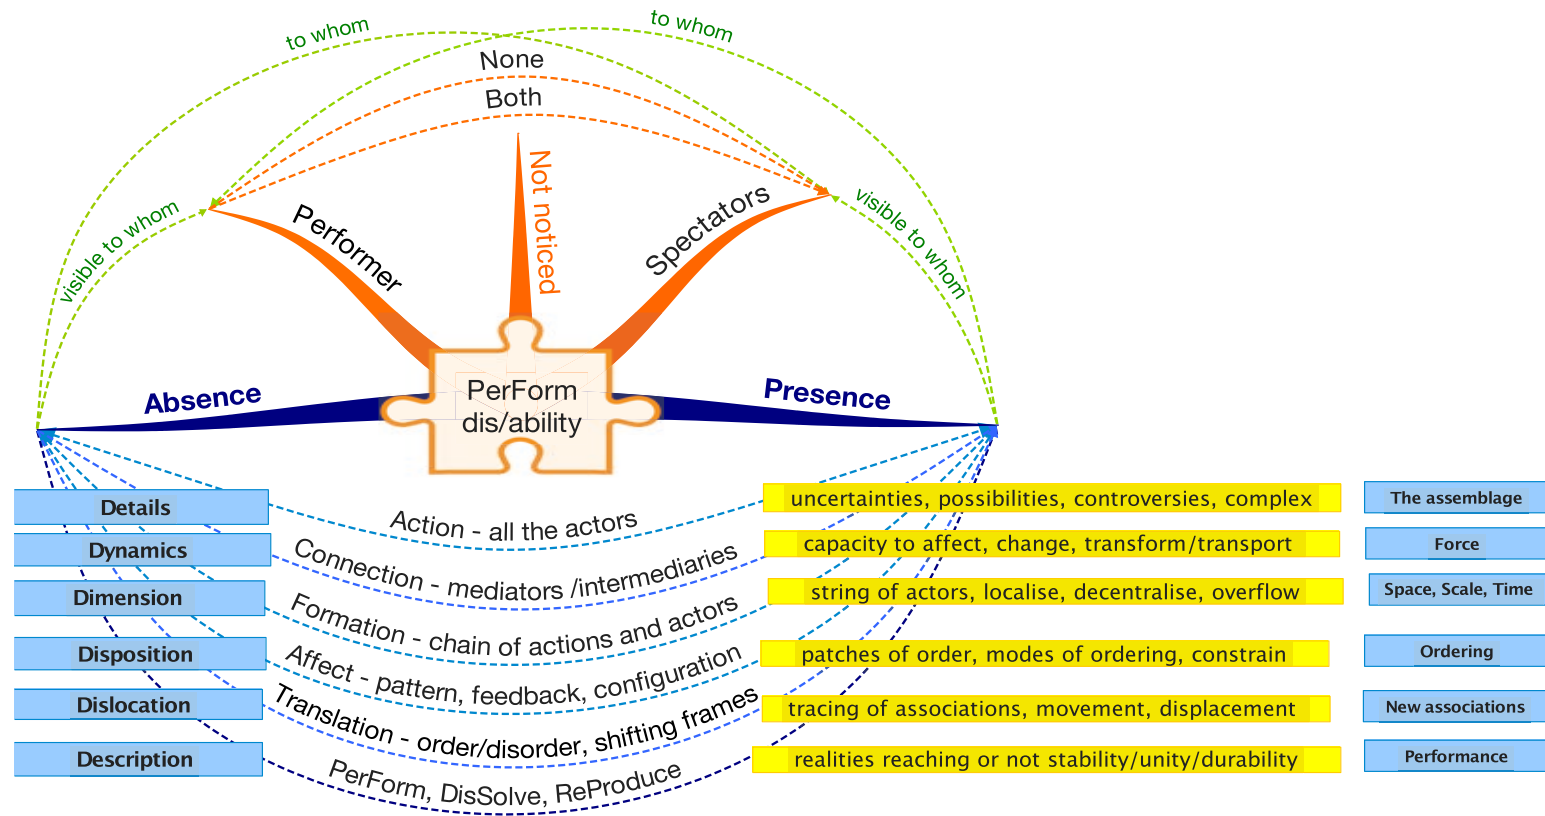 to whom
to whom
None
Both
visible to whom
Performer
Not noticed
Spectators
visible to whom
Absence
PerForm
dis/ability
Presence
Details
Action - all the actors
uncertainties, possibilities, controversies, complex
The assemblage
Dynamics
Connection - mediators /intermediaries
capacity to affect, change, transform/transport
Force
Dimension
Formation - chain of actions and actors
string of actors, localise, decentralise, overflow
Space, Scale, Time
Disposition
Affect - pattern, feedback, configuration
patches of order, modes of ordering, constrain
Ordering
Dislocation
Translation - order/disorder, shifting frames
tracing of associations, movement, displacement
New associations
Description
PerForm, DisSolve, ReProduce
realities reaching or not stability/unity/durability
Performance